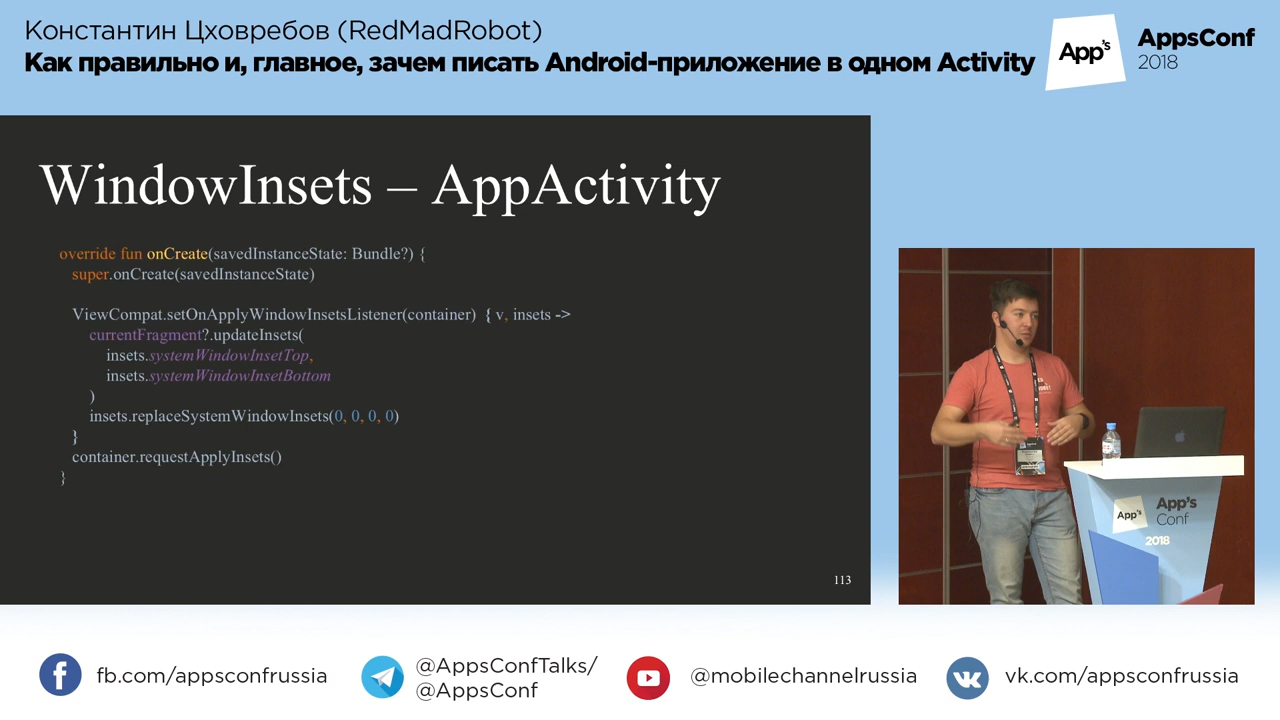 Константин Цховребов (RedMadRobot)
Как правильно и, главное, зачем писать Android-приложение в одном Activity
App's
AppsConf
2018
WindowInsets – AppActivity
override fun onCreate(savedInstanceState: Bundle?) {
super.onCreate(savedInstanceState)
ViewCompat.setOnApplyWindowInsetsListener(container) { v, insets ->
currentFragment?.updateInsets(
insets.systemWindowInsetTop,
insets.systemWindowInsetBottom
)
insets.replaceSystemWindowInsets(0, 0, 0, 0)
}
container.requestApplyInsets()
}
113
App's
App's
Conf
2018
fb.com/appsconfrussia
@AppsConfTalks/
@AppsConf
@mobilechannelrussia
vk.com/appsconfrussia